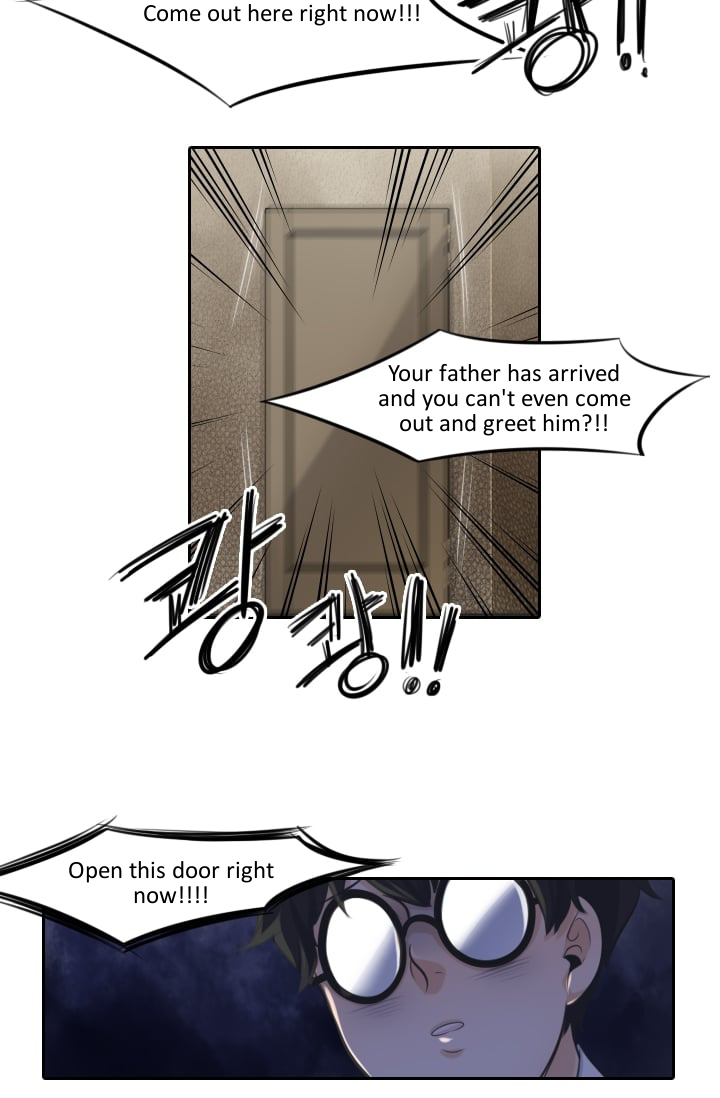 Come out here right now!!!
Your father has arrived
and you can't even come
out and greet him?!!
쾅
쾅!!
Open this door right
now!!!!